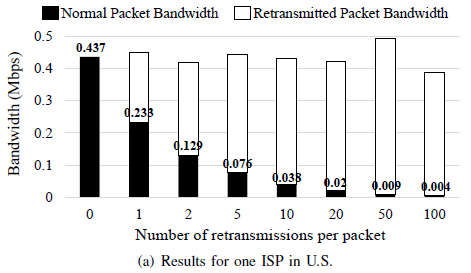 Normal Packet Bandwidth Retransmitted Packet Bandwidth
Bandwidth (Mbps)
0.5
0.4
0.3
0.2
0.1
0
0.437
0.233
0.129
0.076
0.038
0.02
0.009
0.004
0 1 2 5 10 20 50 100
Number of retransmissions per packet
(a) Results for one ISP in U.S.